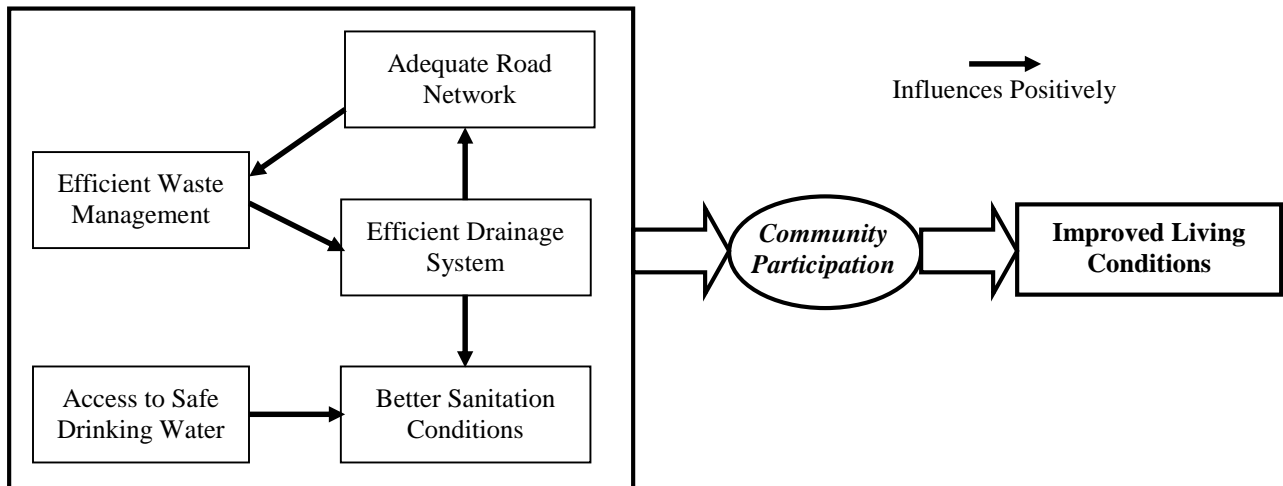 Adequate Road
Network
Influences Positively
Efficient Waste
Management
Efficient Drainage
System
Community
Participation
Improved Living
Conditions
Access to Safe
Drinking Water
Better Sanitation
Conditions